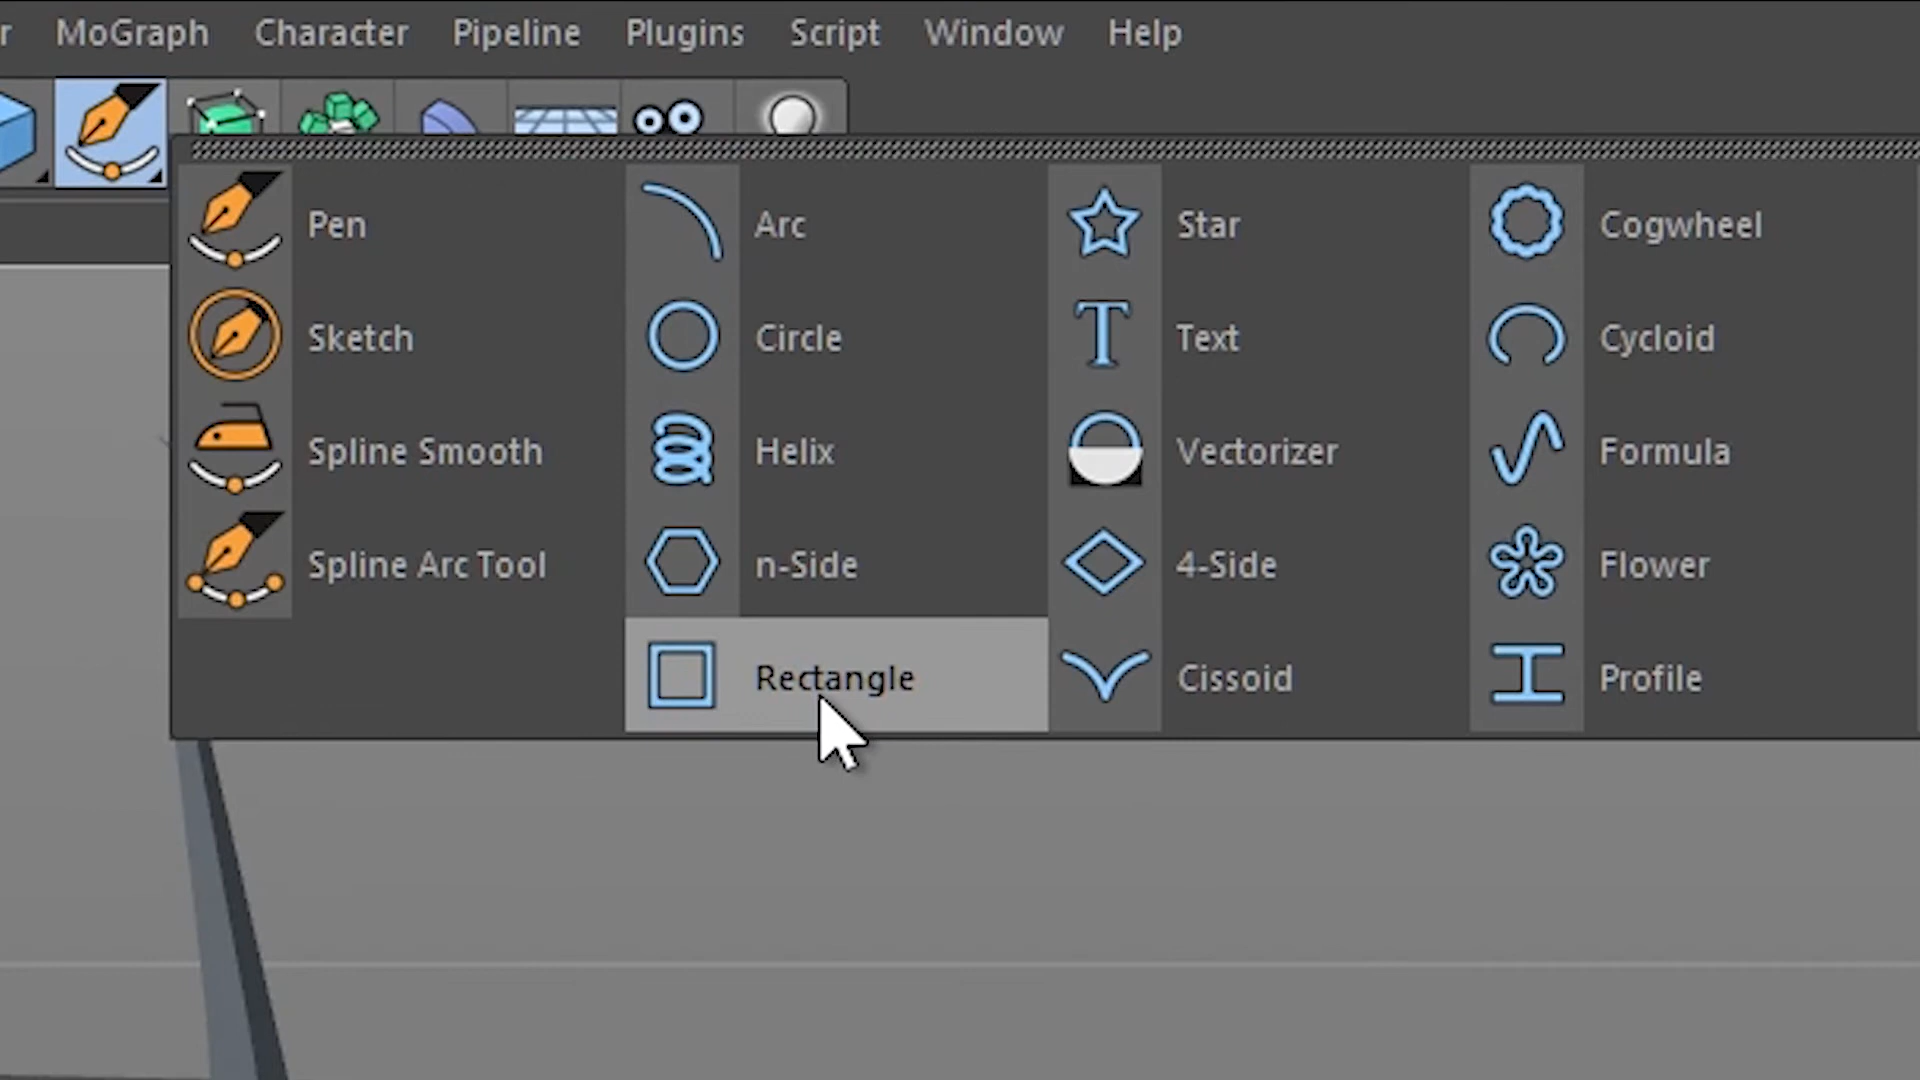 r MoGraph Character Pipeline Plugins Script Window Help
Pen Arc Star Cogwheel
Sketch Circle Text Cycloid
Spline Smooth Helix Vectorizer Formula
Spline Arc Tool n-Side 4-Side Flower
Rectangle Cissoid Profile